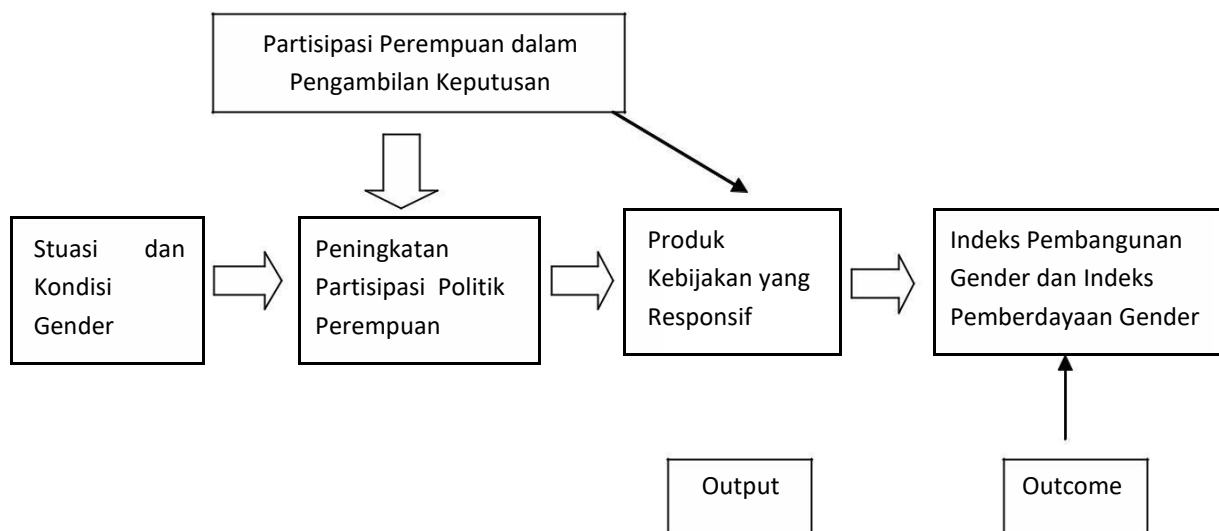 Partisipasi Perempuan dalam
Pengambilan Keputusan
Stuasi dan
Kondisi
Gender
Peningkatan
Partisipasi Politik
Perempuan
Produk
Kebijakan yang
Responsif
Indeks Pembangunan
Gender dan Indeks
Pemberdayaan Gender
Output
Outcome